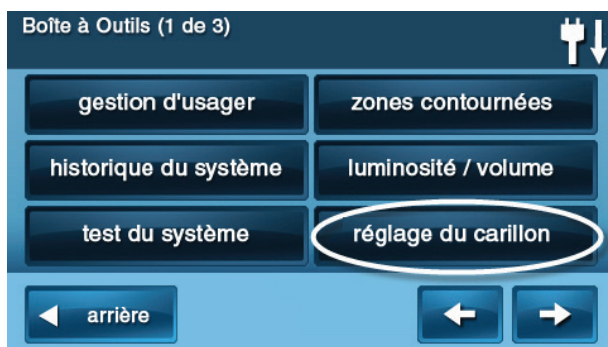 Boîte à Outils (1 de 3)
gestion d'usager
zones contournées
historique du système
luminosité / volume
test du système
réglage du carillon
arrière